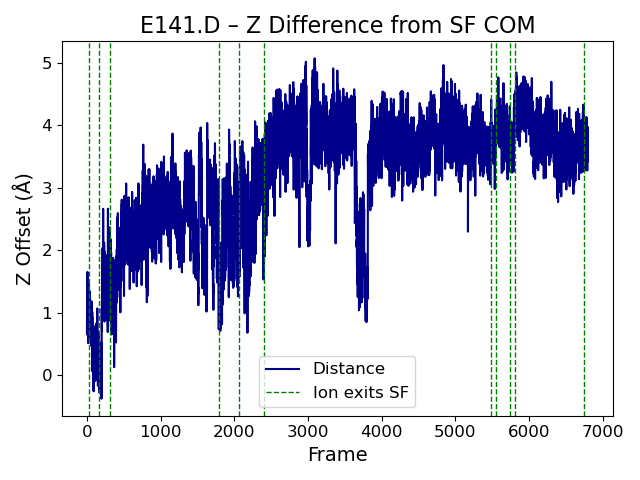 E141.D – Z Difference from SF COM
Z Offset (Å)
5
4
3
2
1
0
Distance
Ion exits SF
0 1000 2000 3000 4000 5000 6000 7000
Frame